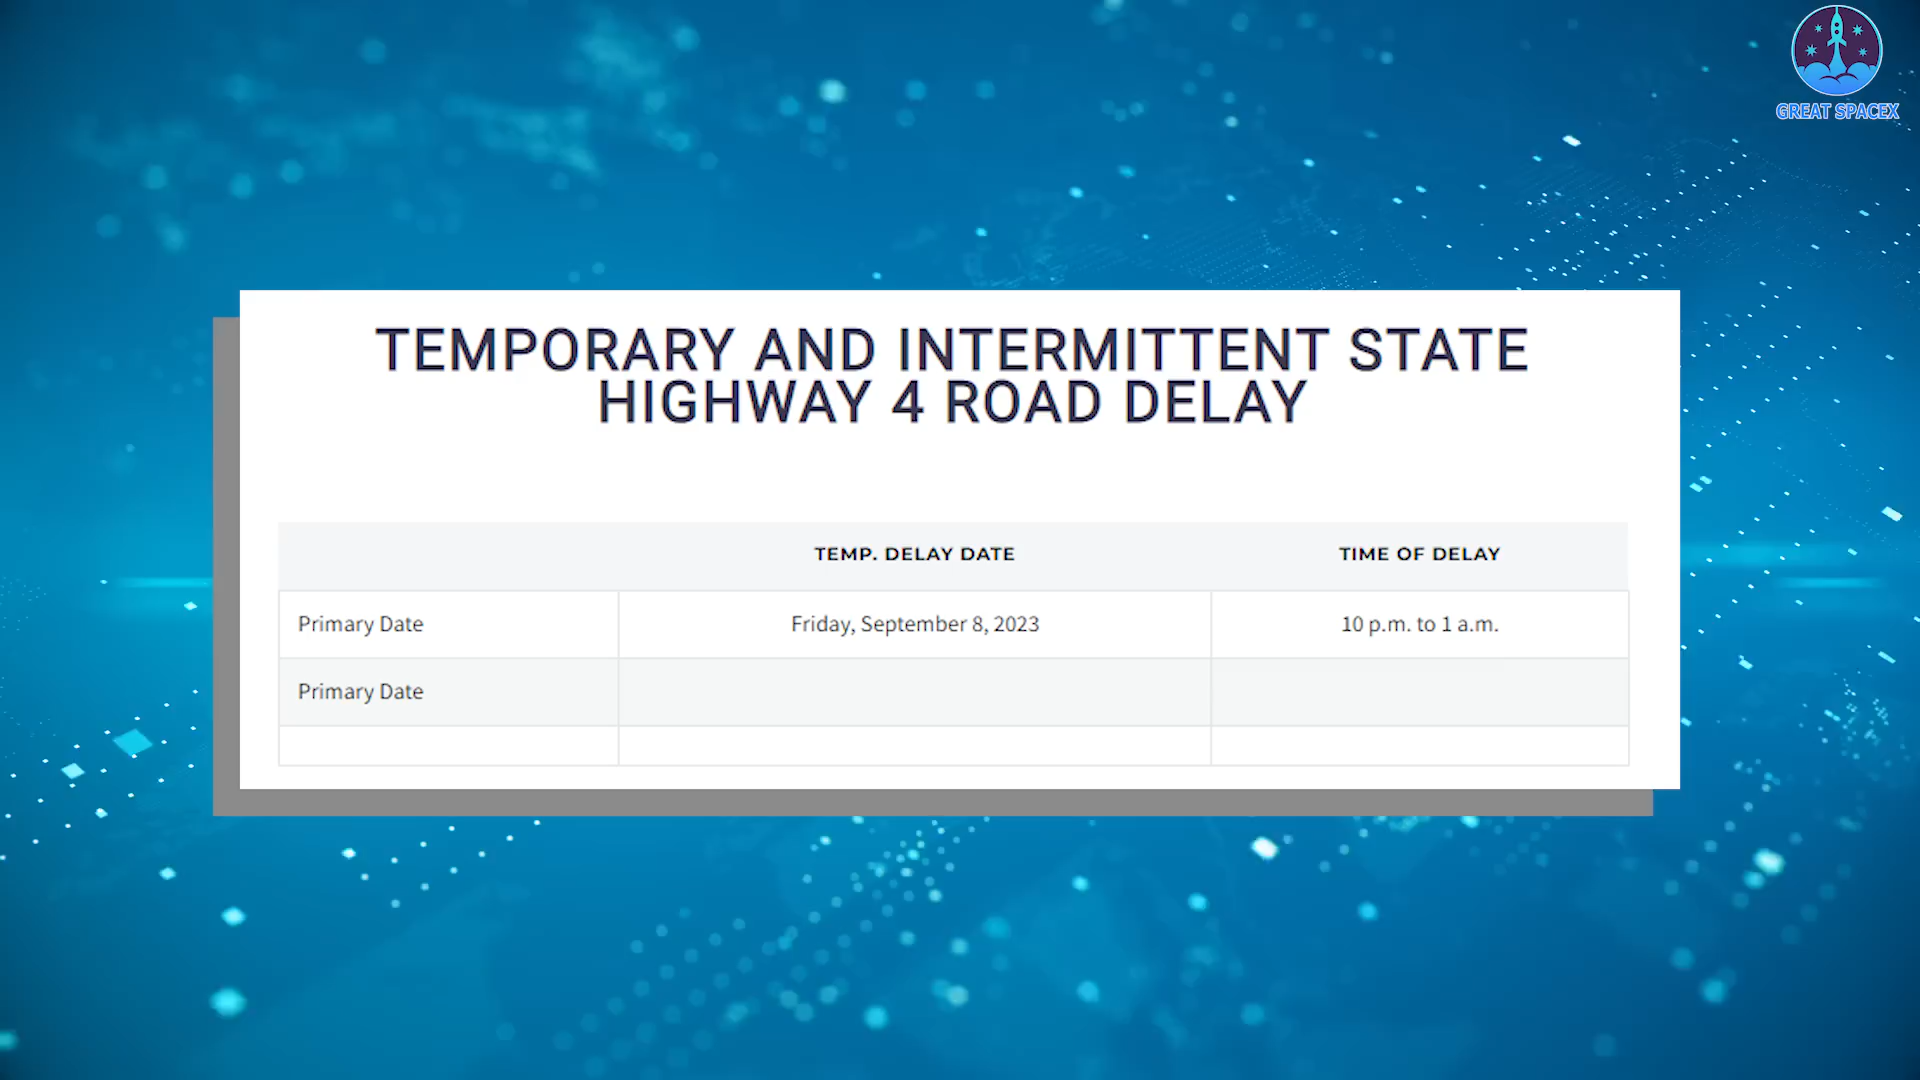 GREAT SPACEX
TEMPORARY AND INTERMITTENT STATE
HIGHWAY 4 ROAD DELAY
TEMP. DELAY DATE TIME OF DELAY
Primary Date Friday, September 8, 2023 10 p.m. to 1 a.m.
Primary Date